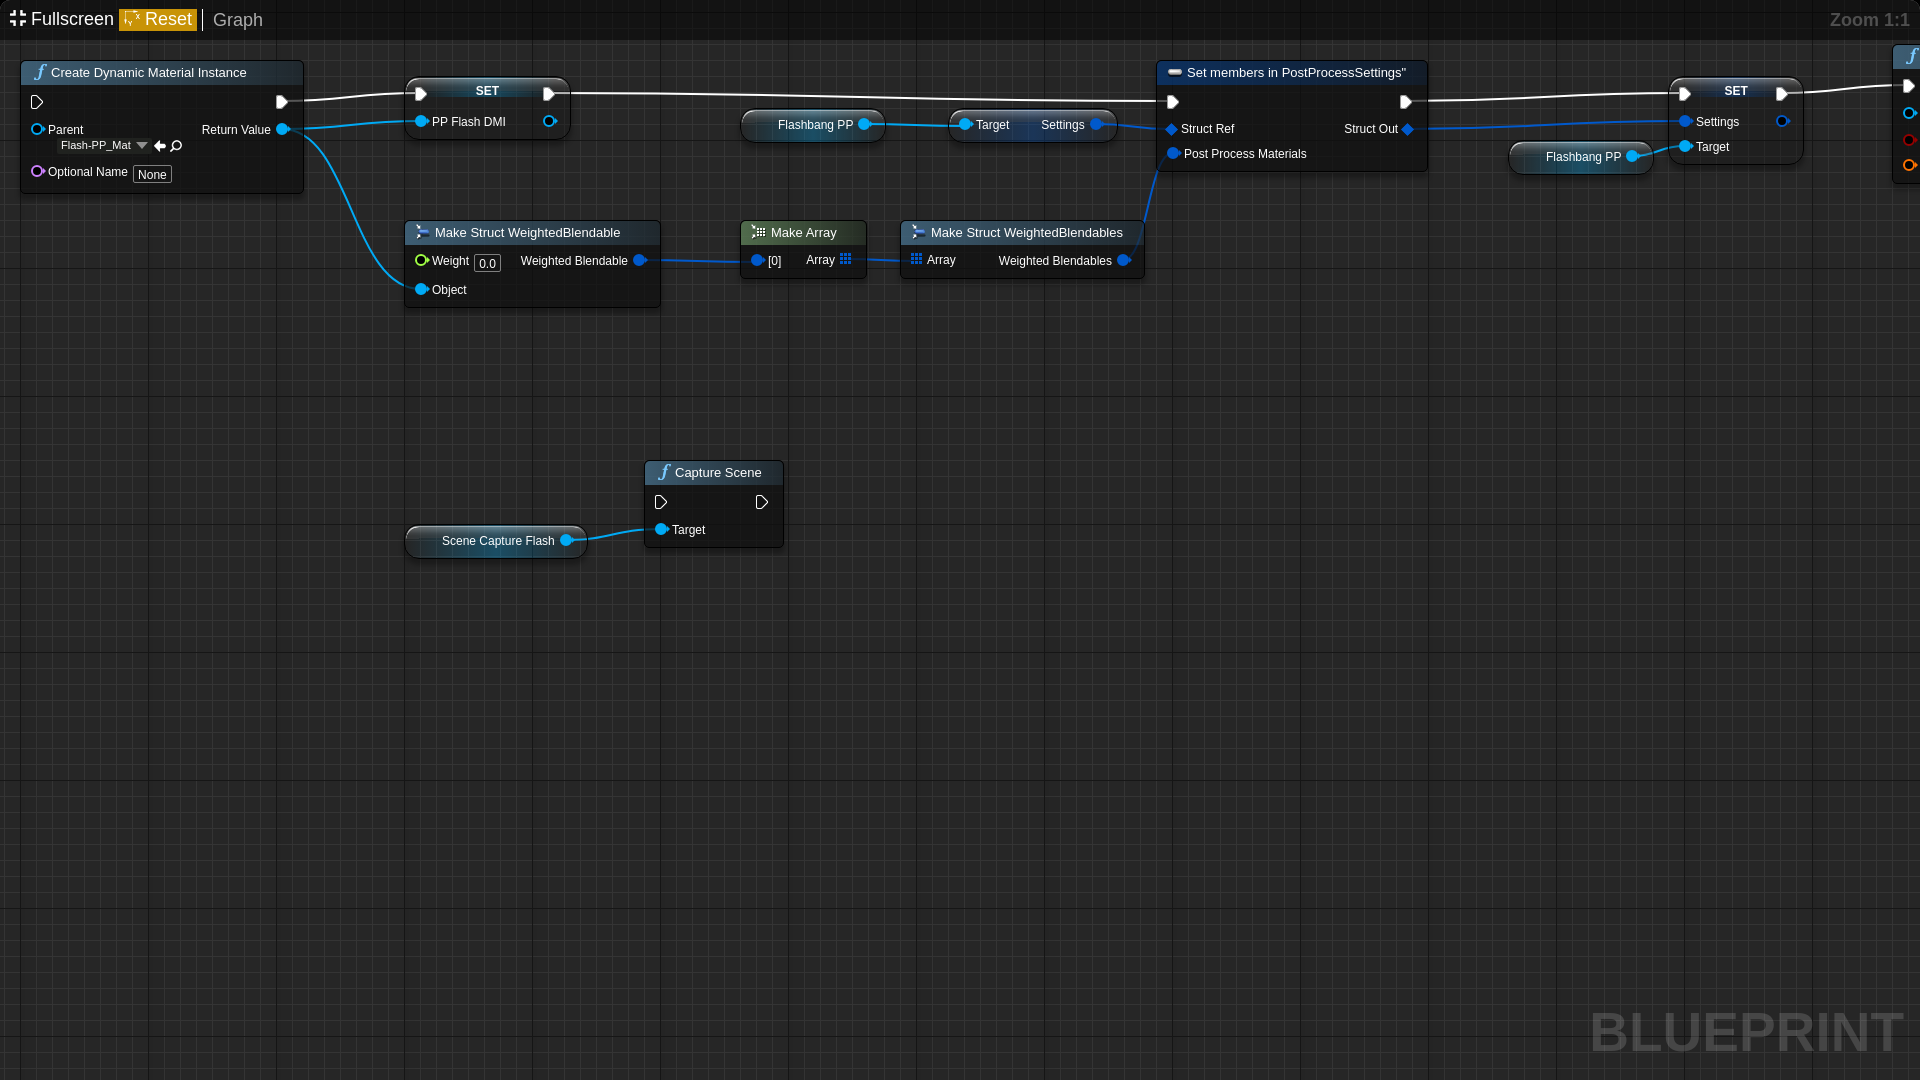 Fullscreen Reset Graph Zoom 1:1
Create Dynamic Material Instance
Parent
Return Value
Flash-PP_Mat
Optional Name None
SET
PP Flash DMI
Flashbang PP
Target Settings
Set members in PostProcessSettings"
Struct Ref Struct Out
Post Process Materials
SET
Settings
Target
Flashbang PP
f
Make Struct WeightedBlendable
Weight 0.0 Weighted Blendable
Object
Make Array
[0] Array
Make Struct WeightedBlendables
Array Weighted Blendables
f Capture Scene
Target
Scene Capture Flash
BLUEPRINT